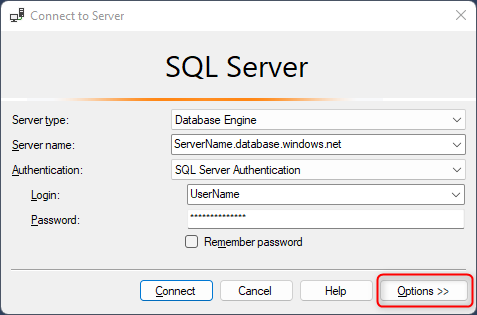 Connect to Server
SQL Server
Server type: Database Engine
Server name: ServerName.database.windows.net
Authentication: SQL Server Authentication
Login: UserName
Password: **************
Remember password
Connect Cancel Help Options >>